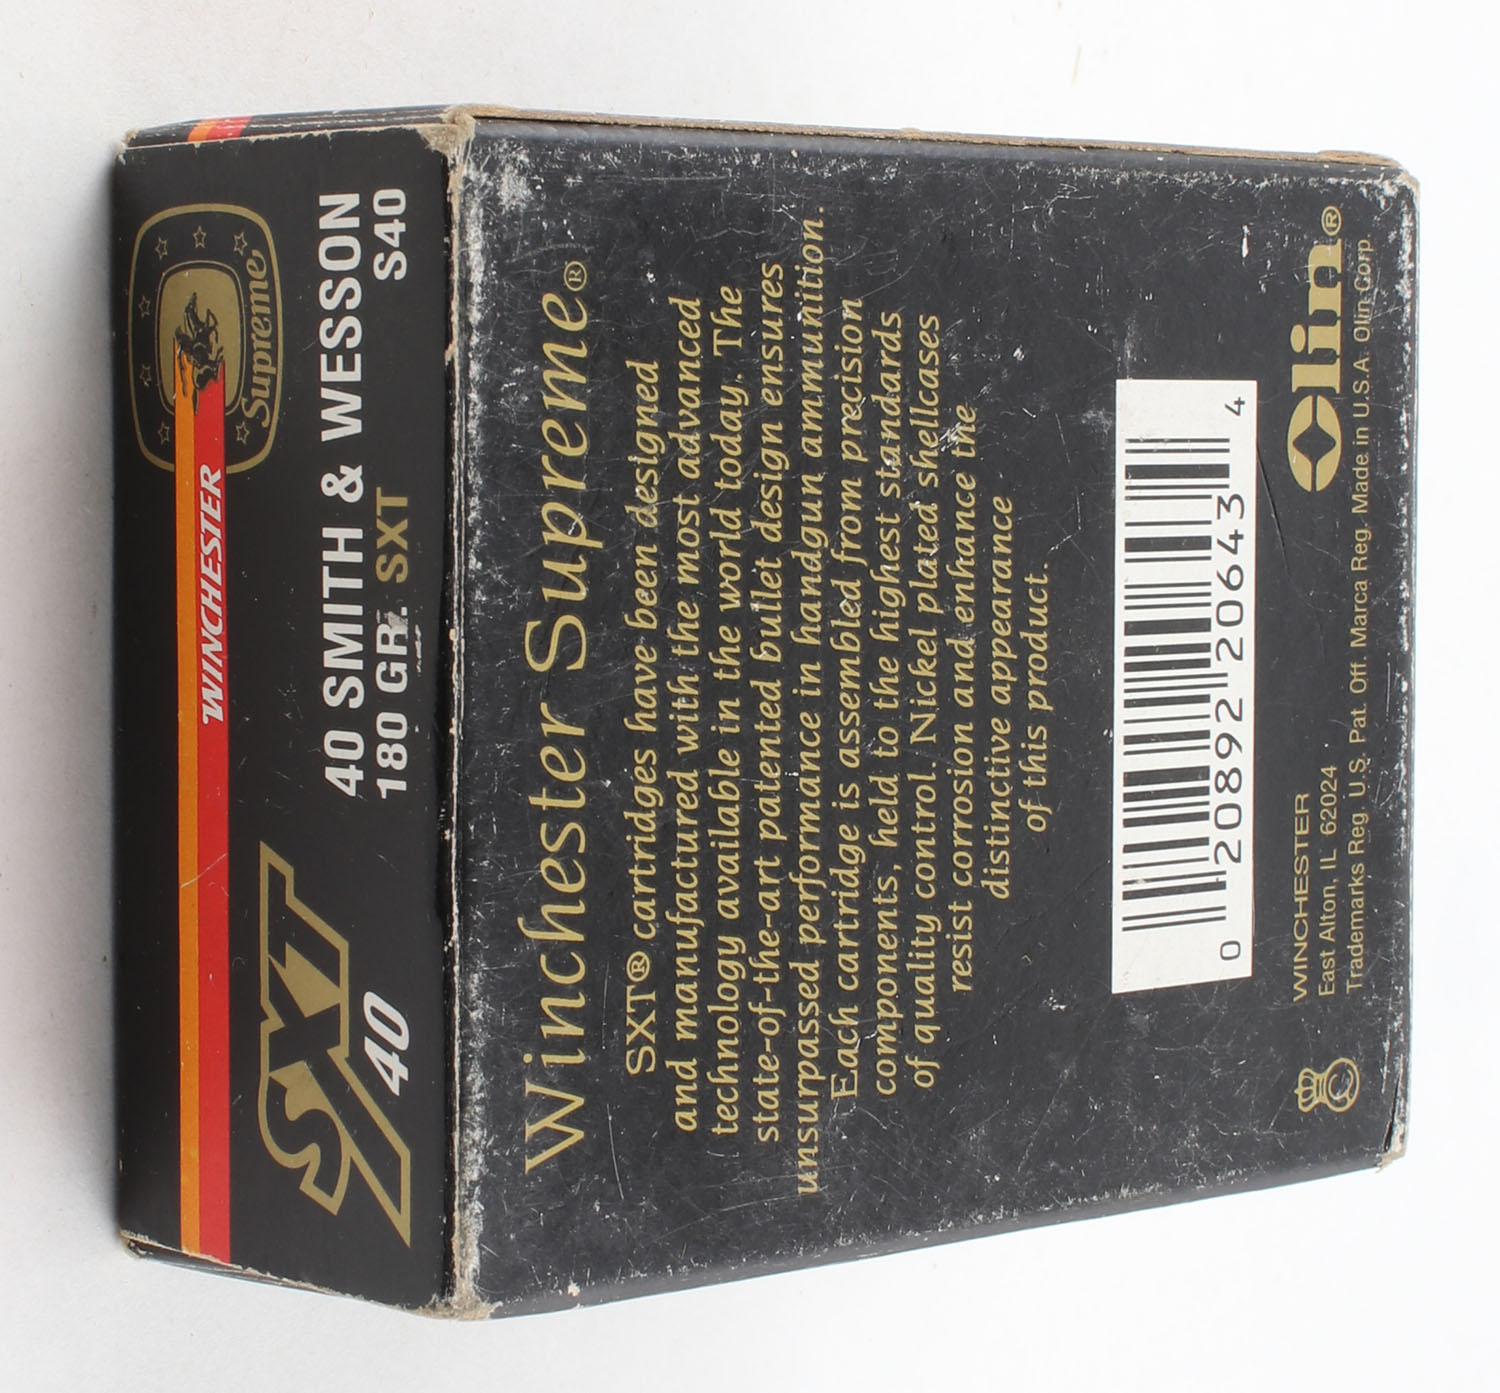 WINCHESTER
Supreme
SXT
40
40 SMITH & WESSON
180 GR. SXT S40
Winchester Supreme®
SXT® cartridges have been designed
and manufactured with the most advanced
technology available in the world today. The
state-of-the-art patented bullet design ensures
unsurpassed performance in handgun ammunition.
Each cartridge is assembled from precision
components, held to the highest standards
of quality control. Nickel plated shellcases
resist corrosion and enhance the
distinctive appearance
of this product.
0 20892 20643 4
WINCHESTER
East Alton, IL 62024
Trademarks Reg. U.S. Pat. Off. Marca Reg. Made in U.S.A. Olin Corp.
Olin®